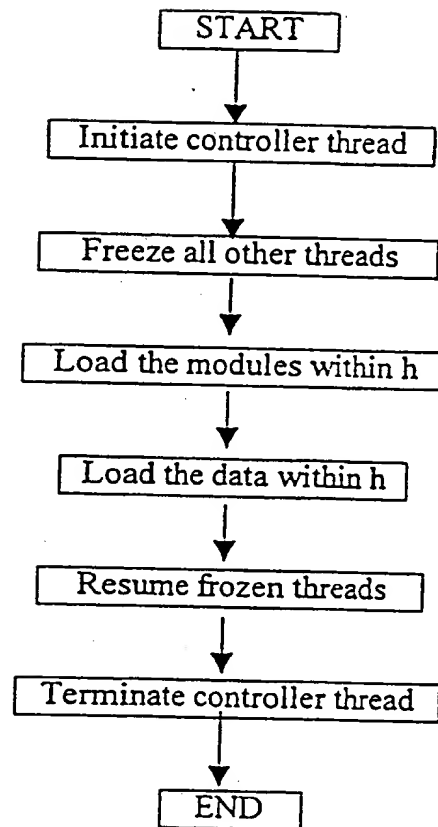 START
Initiate controller thread
Freeze all other threads
Load the modules within h
Load the data within h
Resume frozen threads
Terminate controller thread
END